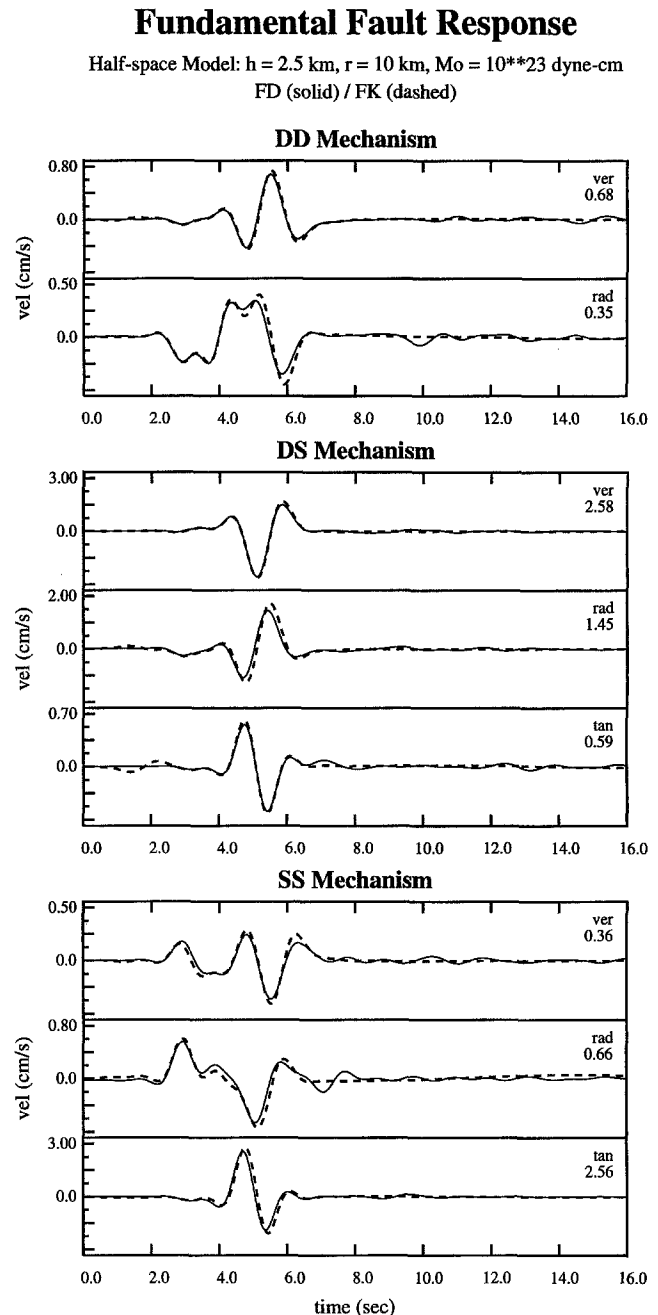 Fundamental Fault Response
Half-space Model: h = 2.5 km, r = 10 km, Mo = 10**23 dyne-cm
FD (solid) / FK (dashed)
DD Mechanism
0.80
ver
0.68
0.0
0.50
rad
0.35
0.0
vel (cm/s)
0.0 2.0 4.0 6.0 8.0 10.0 12.0 14.0 16.0
DS Mechanism
3.00
ver
2.58
0.0
2.00
rad
1.45
0.0
vel (cm/s)
0.70
tan
0.59
0.0
0.0 2.0 4.0 6.0 8.0 10.0 12.0 14.0 16.0
SS Mechanism
0.50
ver
0.36
0.0
0.80
rad
0.66
0.0
vel (cm/s)
3.00
tan
2.56
0.0
0.0 2.0 4.0 6.0 8.0 10.0 12.0 14.0 16.0
time (sec)